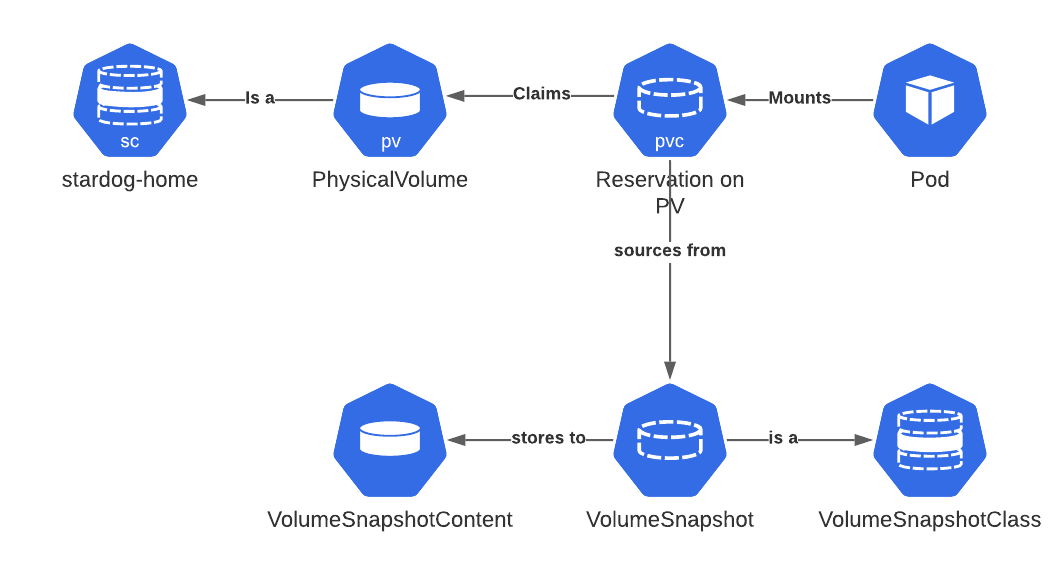 Is a
Claims
Mounts
sc
pv
pvc
stardog-home
PhysicalVolume
Reservation on
PV
Pod
sources from
stores to
is a
VolumeSnapshotContent
VolumeSnapshot
VolumeSnapshotClass